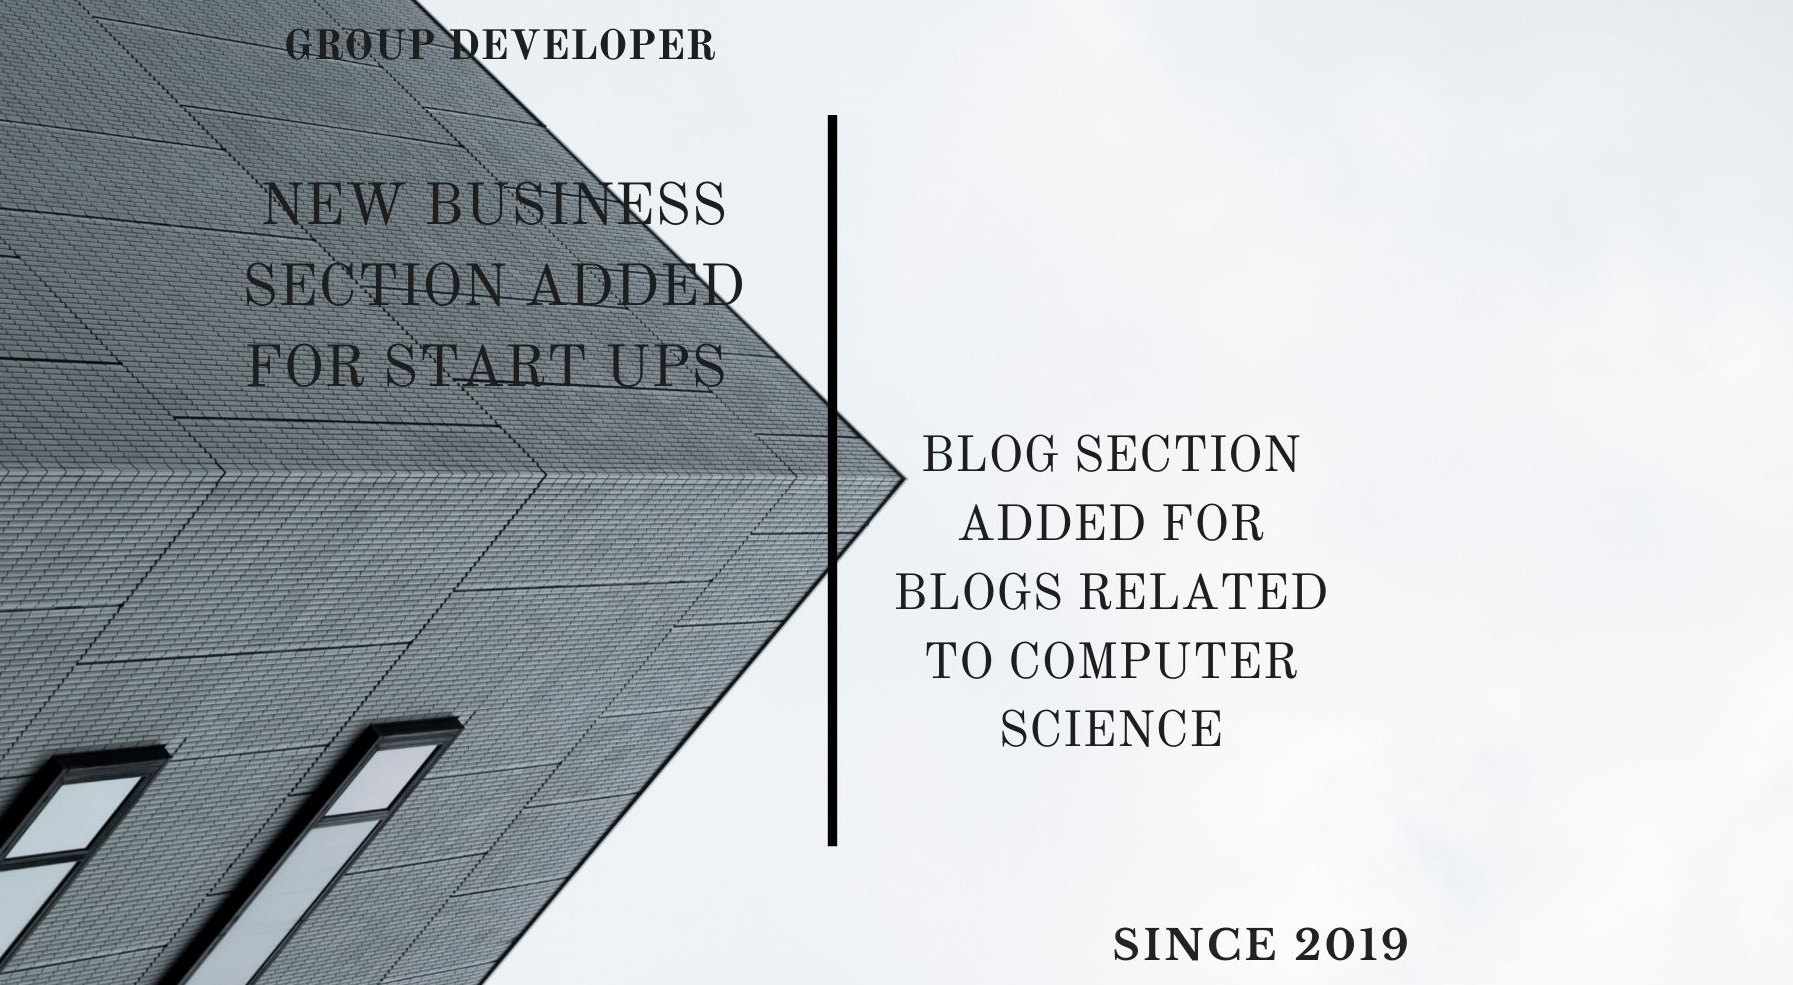 GROUP DEVELOPER
NEW BUSINESS
SECTION ADDED
FOR START UPS
BLOG SECTION
ADDED FOR
BLOGS RELATED
TO COMPUTER
SCIENCE
SINCE 2019